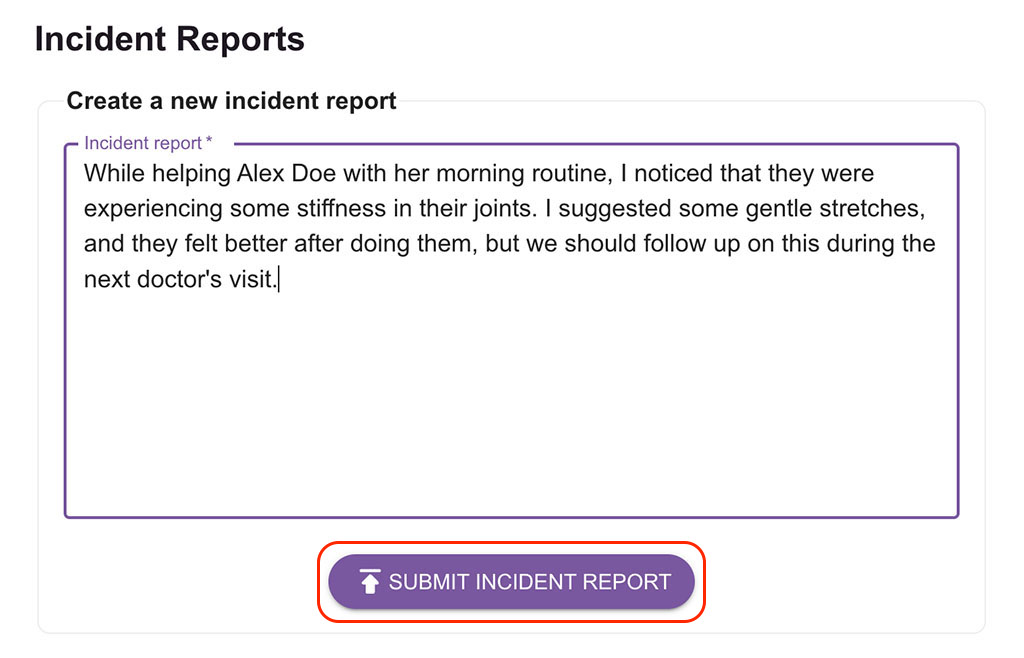 Incident Reports
Create a new incident report
Incident report *
While helping Alex Doe with her morning routine, I noticed that they were
experiencing some stiffness in their joints. I suggested some gentle stretches,
and they felt better after doing them, but we should follow up on this during the
next doctor's visit.
SUBMIT INCIDENT REPORT